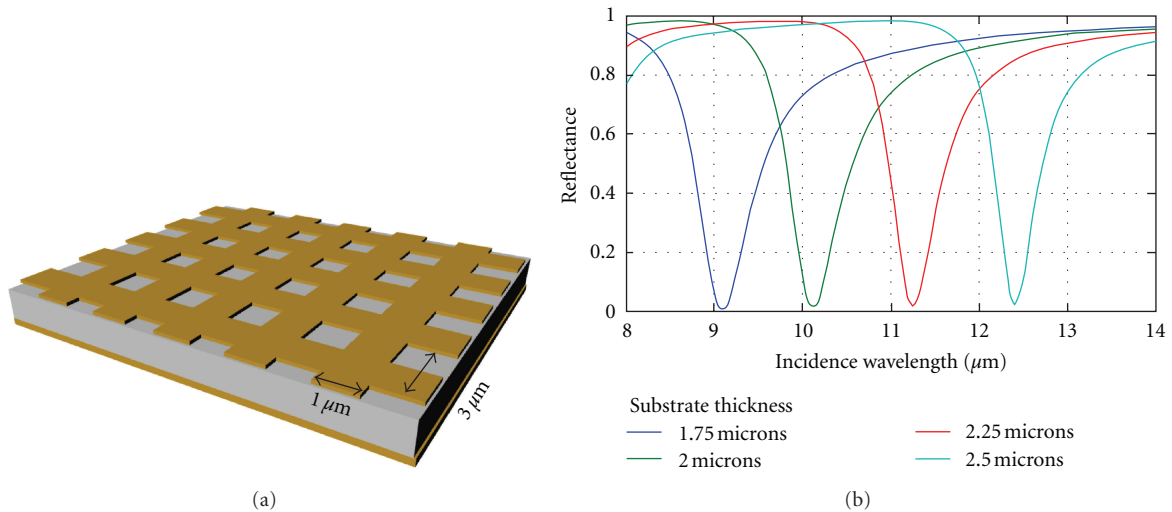 1 μm
3 μm
(a)
1
0.8
0.6
0.4
0.2
0
Reflectance
8 9 10 11 12 13 14
Incidence wavelength (μm)
Substrate thickness
1.75 microns
2 microns
2.25 microns
2.5 microns
(b)